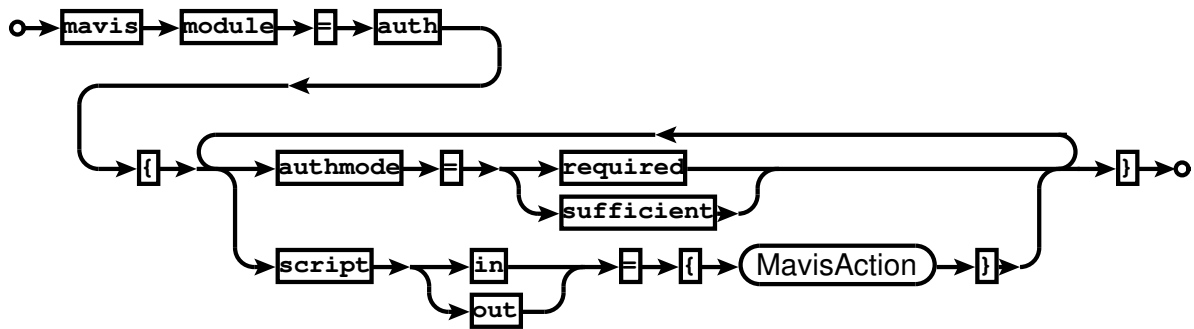 mavis module = auth
{ authmode = required }
sufficient
script in = { MavisAction }
out